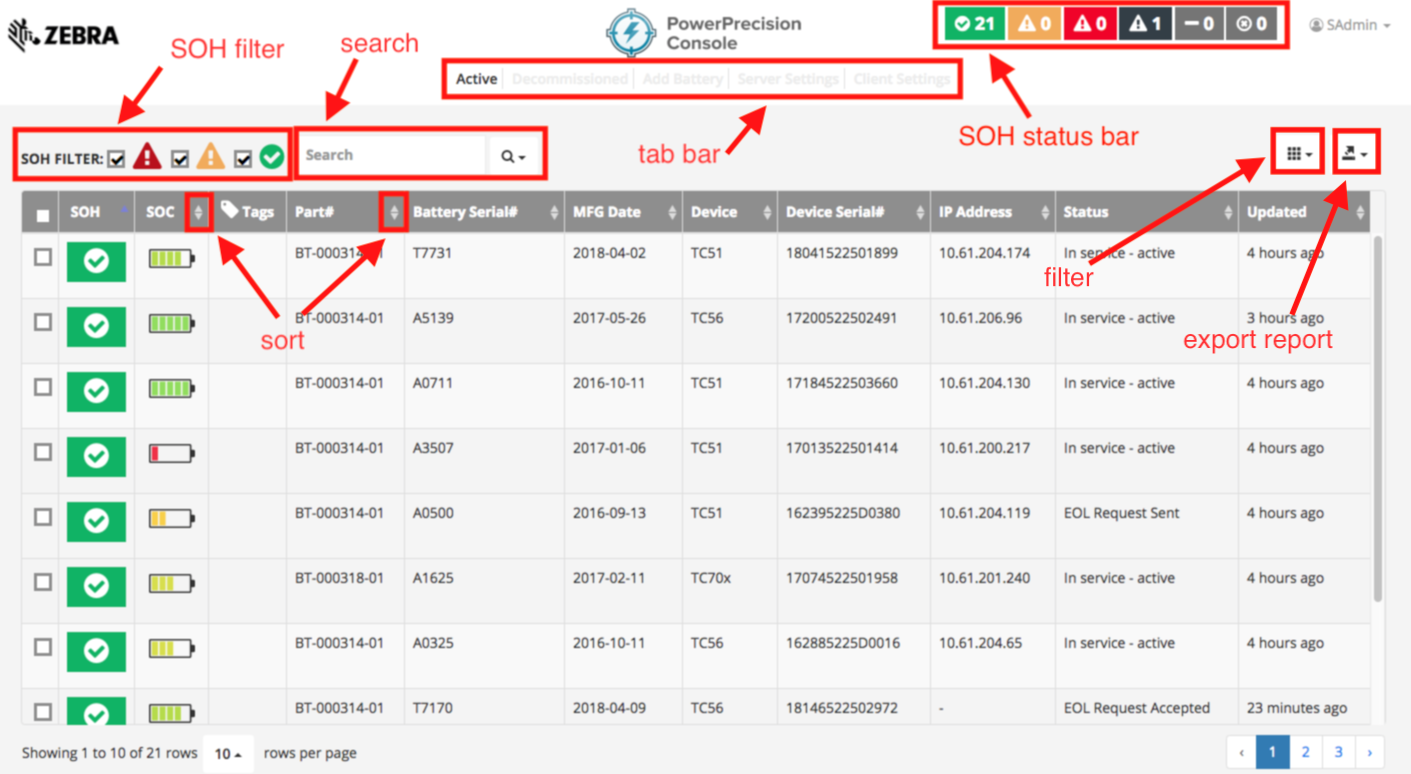 ZEBRA
PowerPrecision
Console
21 0 0 1 0 0
SAdmin
SOH filter
search
Active Decommissioned Add Battery Server Settings Client Settings
SOH status bar
tab bar
SOH FILTER:
Search
SOH SOC Tags Part# Battery Serial# MFG Date Device Device Serial# IP Address Status Updated
BT-000314-01 T7731 2018-04-02 TC51 18041522501899 10.61.204.174 In service - active 4 hours ago
filter
BT-000314-01 A5139 2017-05-26 TC56 17200522502491 10.61.206.96 In service - active 3 hours ago
sort
export report
BT-000314-01 A0711 2016-10-11 TC51 17184522503660 10.61.204.130 In service - active 4 hours ago
BT-000314-01 A3507 2017-01-06 TC51 17013522501414 10.61.200.217 In service - active 4 hours ago
BT-000314-01 A0500 2016-09-13 TC51 162395225D0380 10.61.204.119 EOL Request Sent 4 hours ago
BT-000318-01 A1625 2017-02-11 TC70x 17074522501958 10.61.201.240 In service - active 4 hours ago
BT-000314-01 A0325 2016-10-11 TC56 162885225D0016 10.61.204.65 In service - active 4 hours ago
BT-000314-01 T7170 2018-04-09 TC56 18146522502972 - EOL Request Accepted 23 minutes ago
Showing 1 to 10 of 21 rows 10 rows per page
‹ 1 2 3 ›